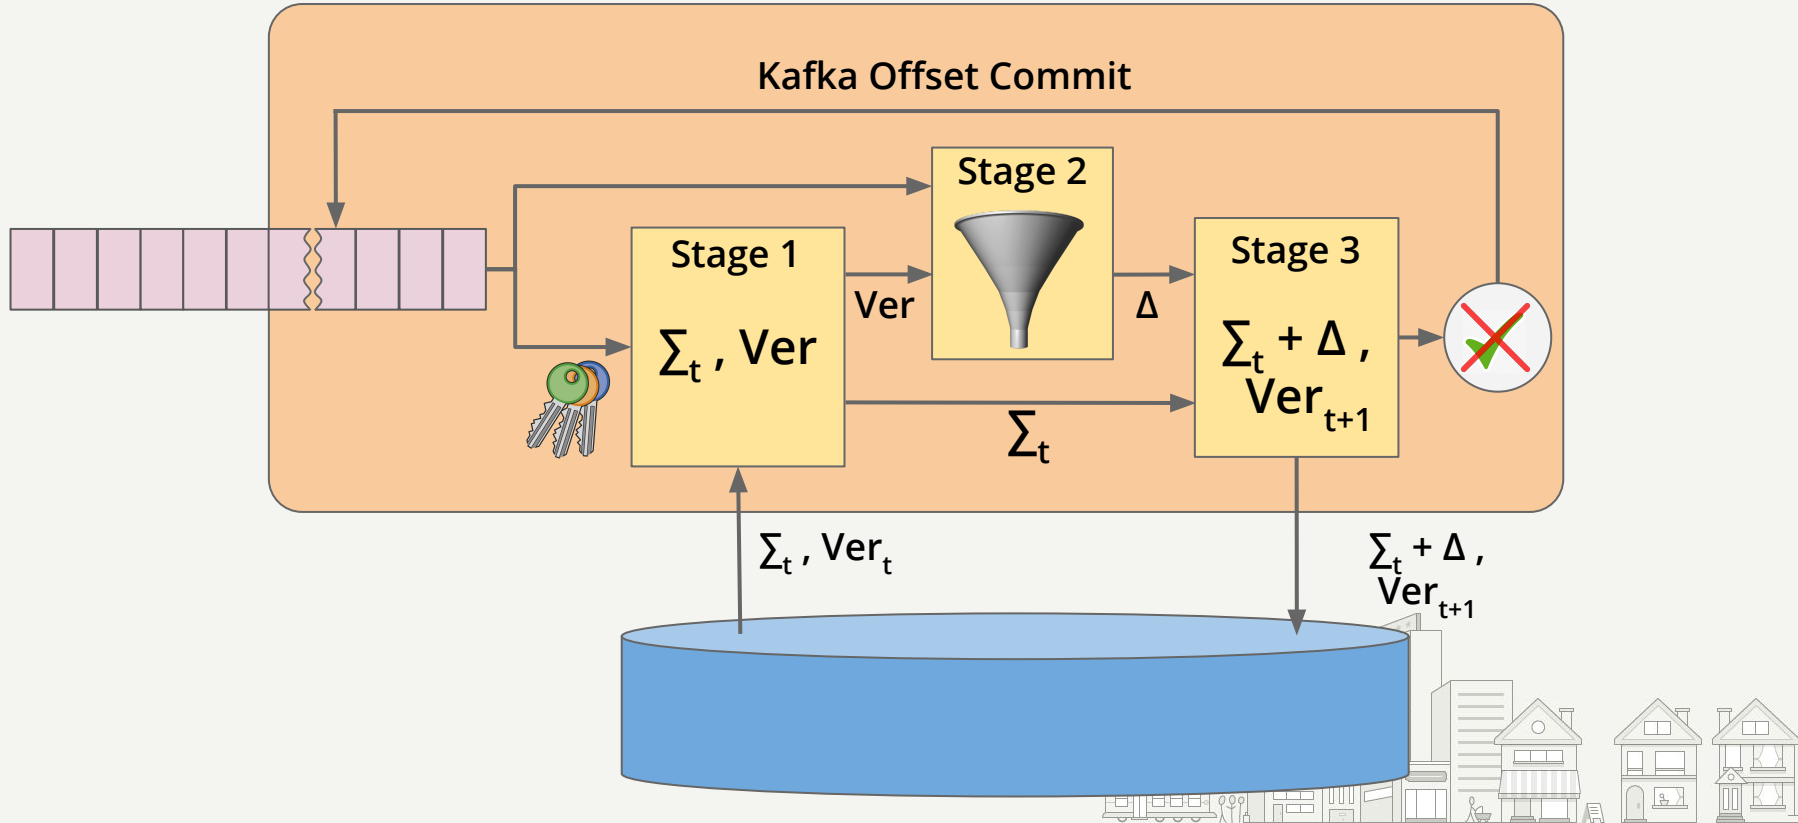 Kafka Offset Commit
Stage 2
Stage 1
Stage 3
Ver
Δ
∑t , Ver
∑t + Δ ,
Vert+1
∑t
∑t , Vert
∑t + Δ ,
Vert+1